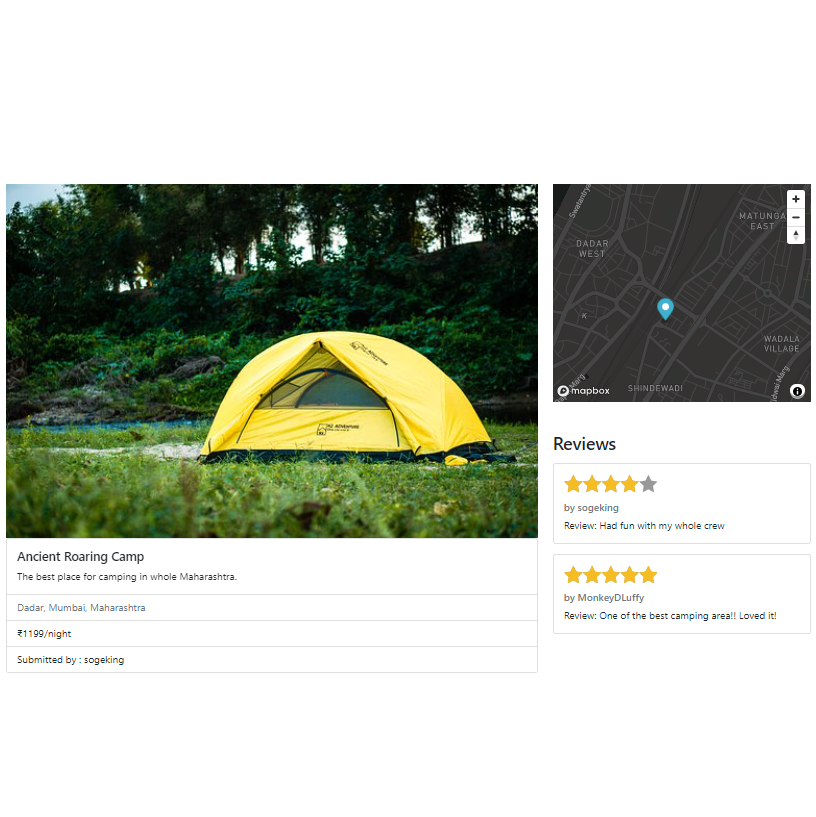 Ancient Roaring Camp
The best place for camping in whole Maharashtra.
Dadar, Mumbai, Maharashtra
₹1199/night
Submitted by : sogeking
MATUNGA
EAST
DADAR
WEST
K
WADALA
VILLAGE
SHINDEWADI
mapbox
Reviews
by sogeking
Review: Had fun with my whole crew
by MonkeyDLuffy
Review: One of the best camping area!! Loved it!